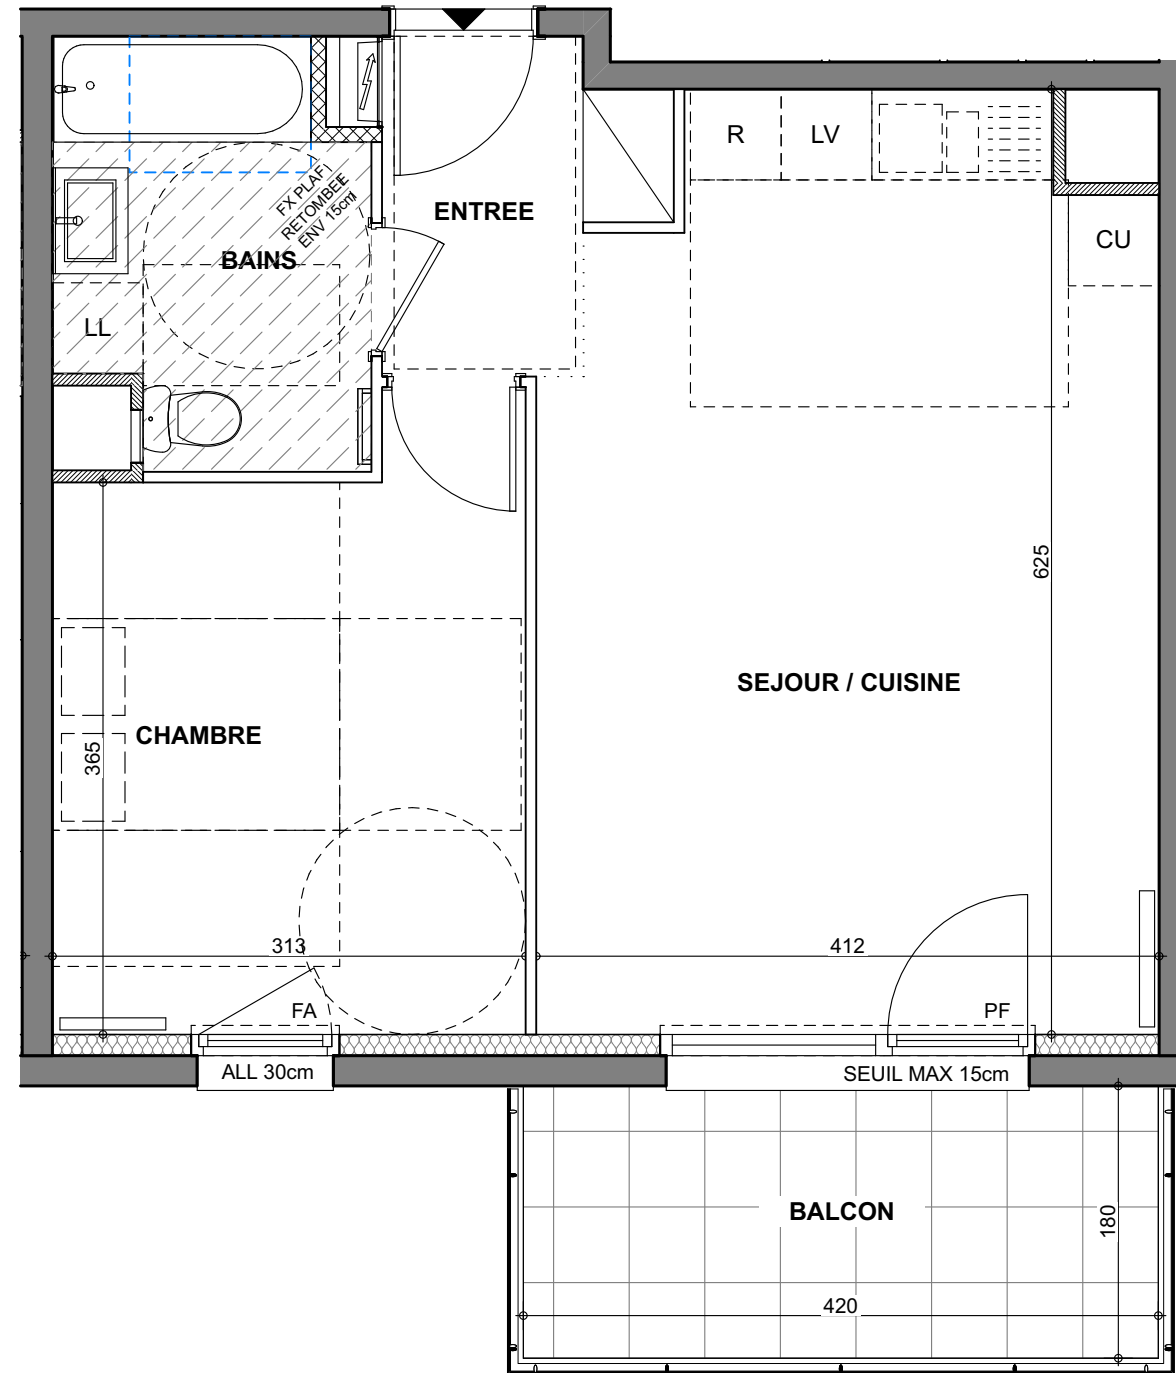 R
LV
ENTREE
FX PLAF
RETOMBEE
ENV 15cm
BAINS
CU
LL
625
SEJOUR / CUISINE
CHAMBRE
365
313
412
FA
PF
ALL 30cm
SEUIL MAX 15cm
BALCON
180
420